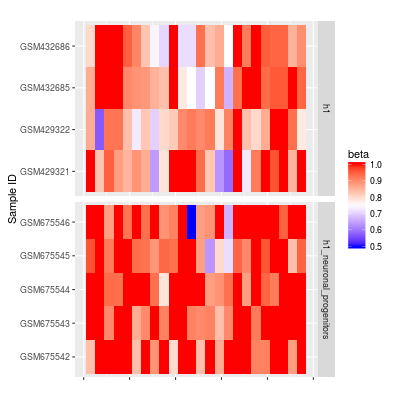 GSM432686
GSM432685
GSM429322
GSM429321
h1
GSM675546
GSM675545
GSM675544
GSM675543
GSM675542
h1_neuronal_progenitors
Sample ID
beta
1.0
0.9
0.8
0.7
0.6
0.5